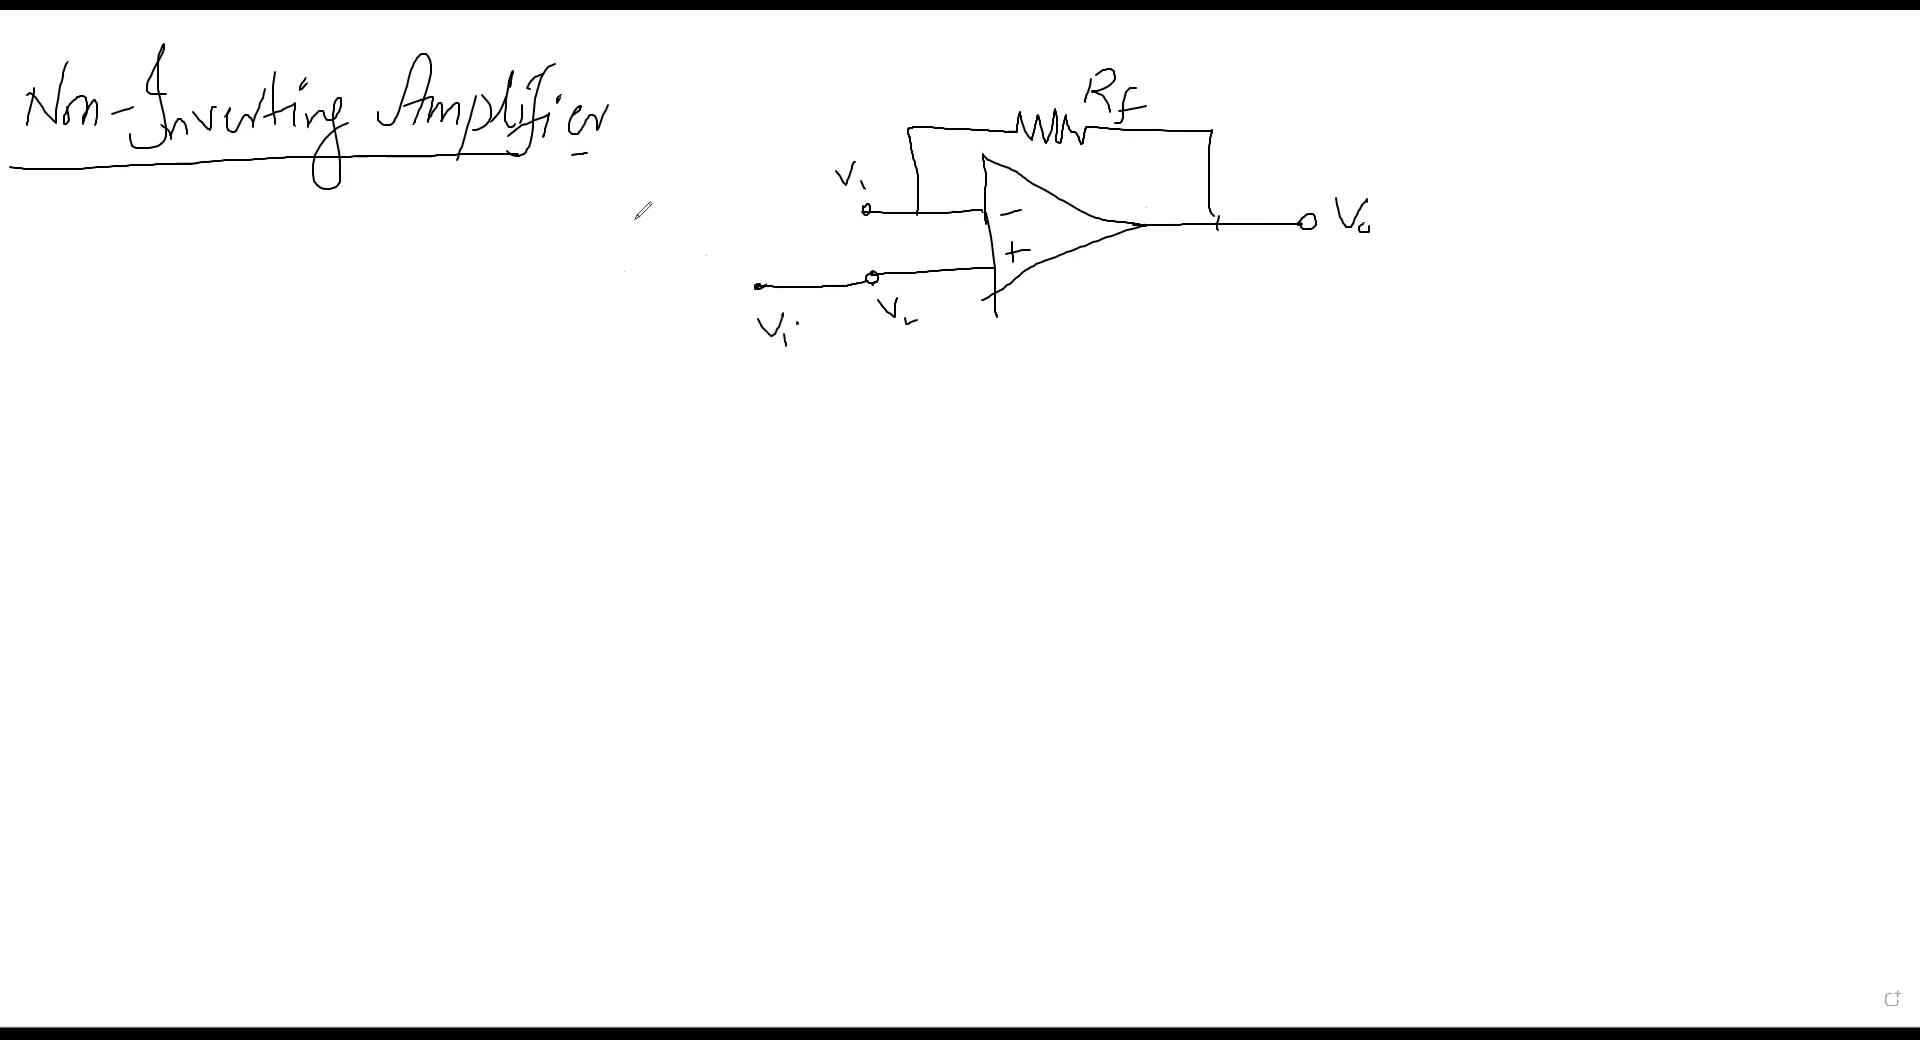 Non-Inverting Amplifier
Rf
V1
-
+
Vo
V2
Vi